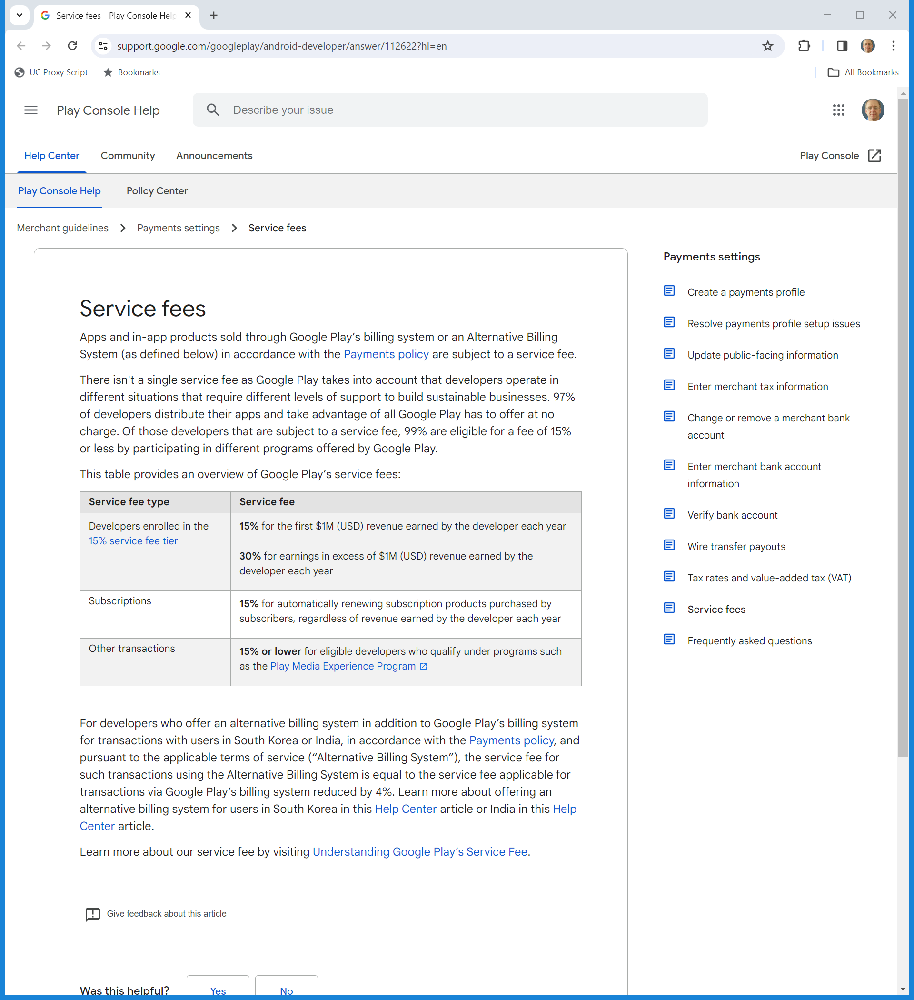 Service fees - Play Console Help
support.google.com/googleplay/android-developer/answer/112622?hl=en
UC Proxy Script
Bookmarks
All Bookmarks
Play Console Help
Describe your issue
Help Center
Community
Announcements
Play Console
Play Console Help
Policy Center
Merchant guidelines
Payments settings
Service fees
Service fees
Apps and in-app products sold through Google Play’s billing system or an Alternative Billing
System (as defined below) in accordance with the Payments policy are subject to a service fee.
There isn't a single service fee as Google Play takes into account that developers operate in
different situations that require different levels of support to build sustainable businesses. 97%
of developers distribute their apps and take advantage of all Google Play has to offer at no
charge. Of those developers that are subject to a service fee, 99% are eligible for a fee of 15%
or less by participating in different programs offered by Google Play.
This table provides an overview of Google Play’s service fees:
Service fee type
Service fee
Developers enrolled in the
15% service fee tier
15% for the first $1M (USD) revenue earned by the developer each year
30% for earnings in excess of $1M (USD) revenue earned by the
developer each year
Subscriptions
15% for automatically renewing subscription products purchased by
subscribers, regardless of revenue earned by the developer each year
Other transactions
15% or lower for eligible developers who qualify under programs such
as the Play Media Experience Program
For developers who offer an alternative billing system in addition to Google Play’s billing system
for transactions with users in South Korea or India, in accordance with the Payments policy, and
pursuant to the applicable terms of service (“Alternative Billing System”), the service fee for
such transactions using the Alternative Billing System is equal to the service fee applicable for
transactions via Google Play’s billing system reduced by 4%. Learn more about offering an
alternative billing system for users in South Korea in this Help Center article or India in this Help
Center article.
Learn more about our service fee by visiting Understanding Google Play’s Service Fee.
Give feedback about this article
Was this helpful?
Yes
No
Payments settings
Create a payments profile
Resolve payments profile setup issues
Update public-facing information
Enter merchant tax information
Change or remove a merchant bank
account
Enter merchant bank account
information
Verify bank account
Wire transfer payouts
Tax rates and value-added tax (VAT)
Service fees
Frequently asked questions